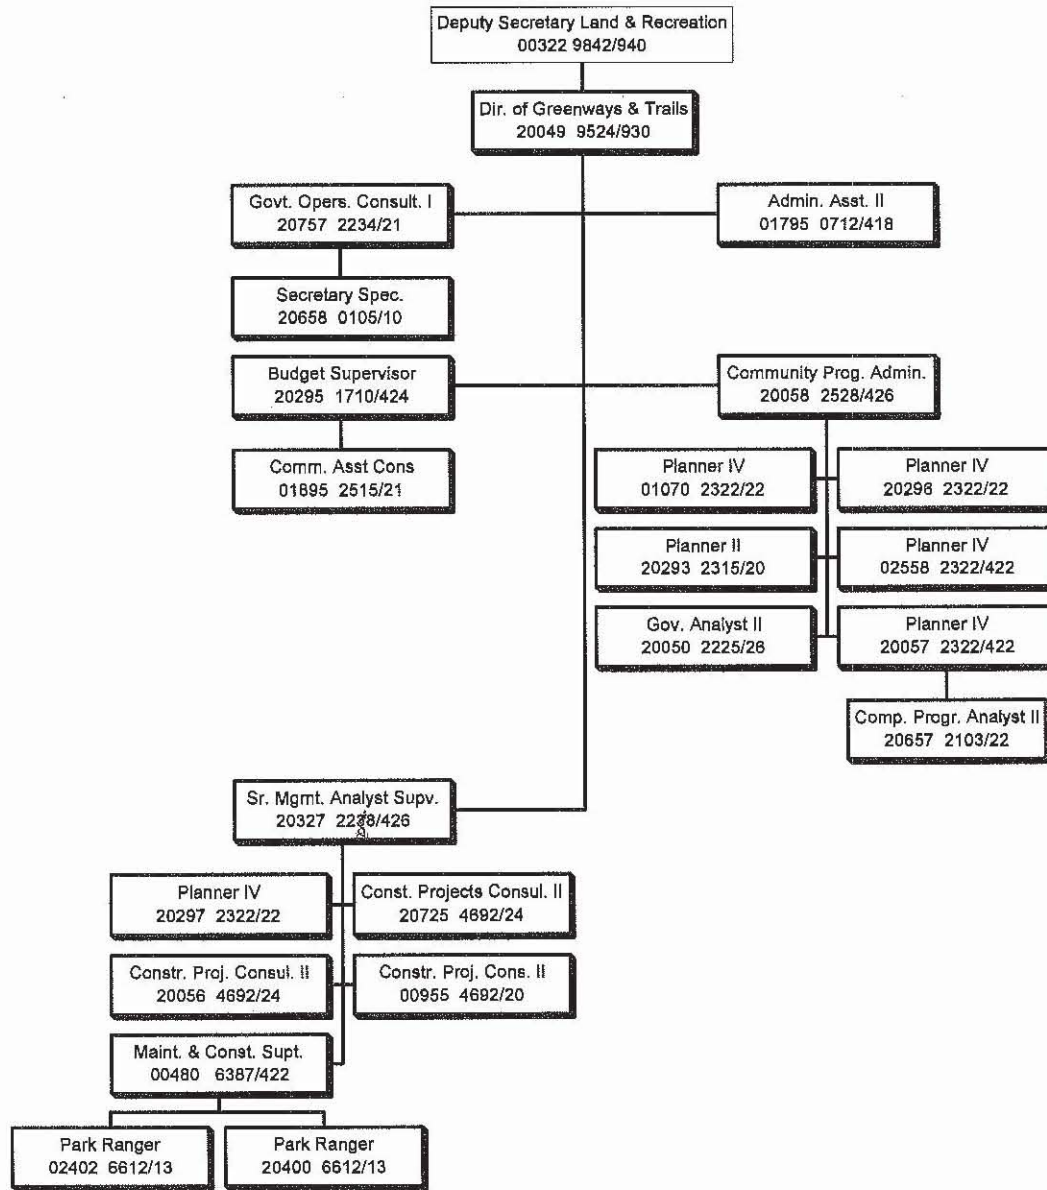 Deputy Secretary Land & Recreation
00322 9842/940
Dir. of Greenways & Trails
20049 9524/930
Govt. Opers. Consult. I
20757 2234/21
Admin. Asst. II
01795 0712/418
Secretary Spec.
20658 0105/10
Budget Supervisor
20295 1710/424
Community Prog. Admin.
20058 2528/426
Comm. Asst Cons
01895 2515/21
Planner IV
01070 2322/22
Planner IV
20296 2322/22
Planner II
20293 2315/20
Planner IV
02558 2322/422
Gov. Analyst II
20050 2225/26
Planner IV
20057 2322/422
Comp. Progr. Analyst II
20657 2103/22
Sr. Mgmt. Analyst Supv.
20327 2238/426
Planner IV
20297 2322/22
Const. Projects Consul. II
20725 4692/24
Constr. Proj. Consul. II
20056 4692/24
Constr. Proj. Cons. II
00955 4692/20
Maint. & Const. Supt.
00480 6387/422
Park Ranger
02402 6612/13
Park Ranger
20400 6612/13